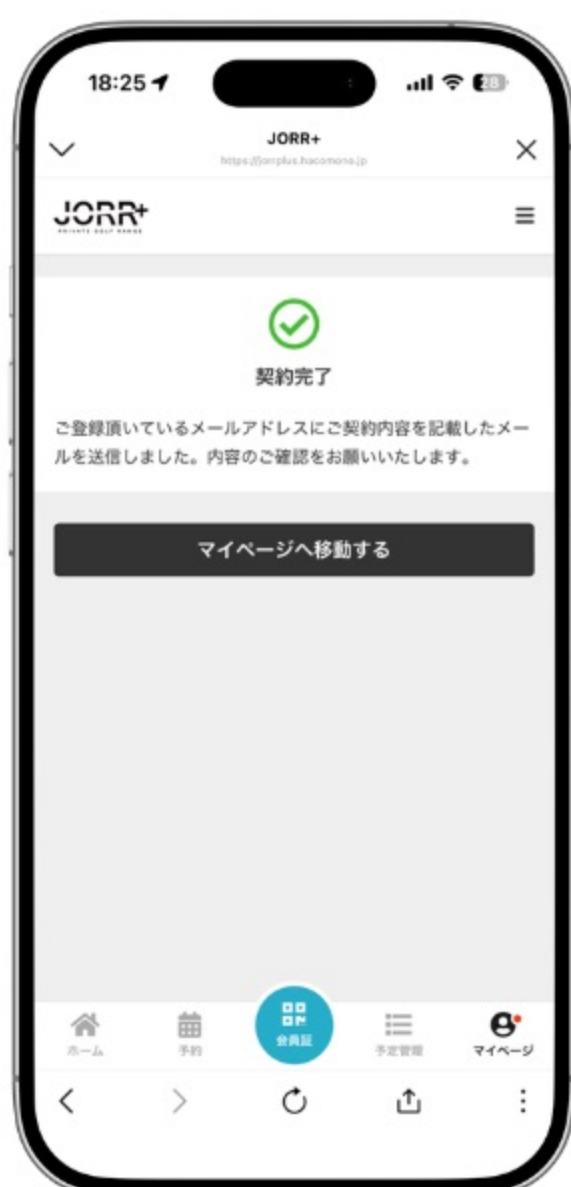 18:25
28
JORR+
https://jorrplus.hacomono.jp
JORR+
PRIVATE GOLF RANGE
契約完了
ご登録頂いているメールアドレスにご契約内容を記載したメー
ルを送信しました。内容のご確認をお願いいたします。
マイページへ移動する
ホーム
予約
会員証
予定管理
マイページ